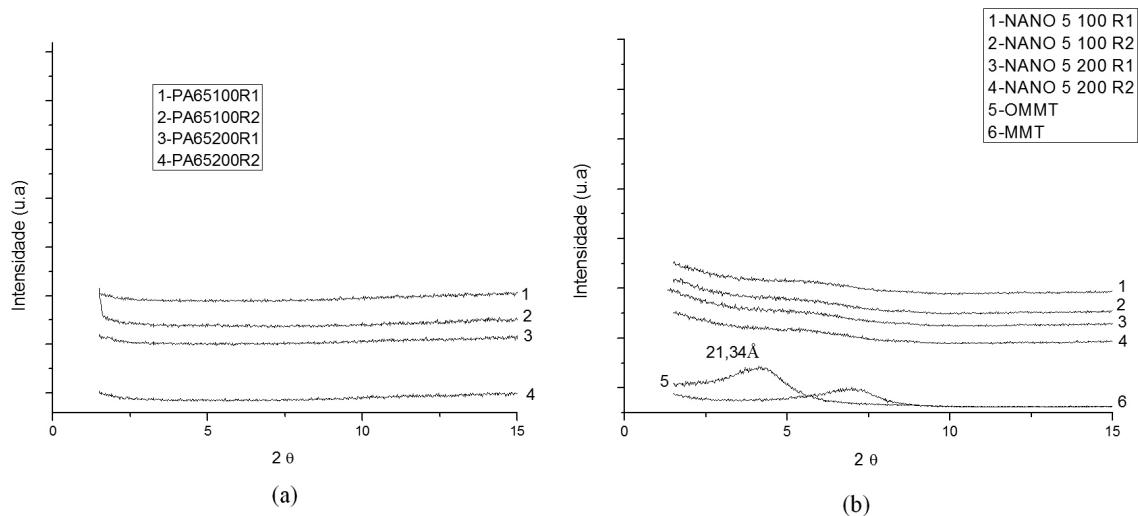 Intensidade (u.a)
1-PA65100R1
2-PA65100R2
3-PA65200R1
4-PA65200R2
1
2
3
4
0
5
10
15
2 θ
(a)
Intensidade (u.a)
1-NANO 5 100 R1
2-NANO 5 100 R2
3-NANO 5 200 R1
4-NANO 5 200 R2
5-OMMT
6-MMT
1
2
3
4
21,34Å
5
6
0
5
10
15
2 θ
(b)